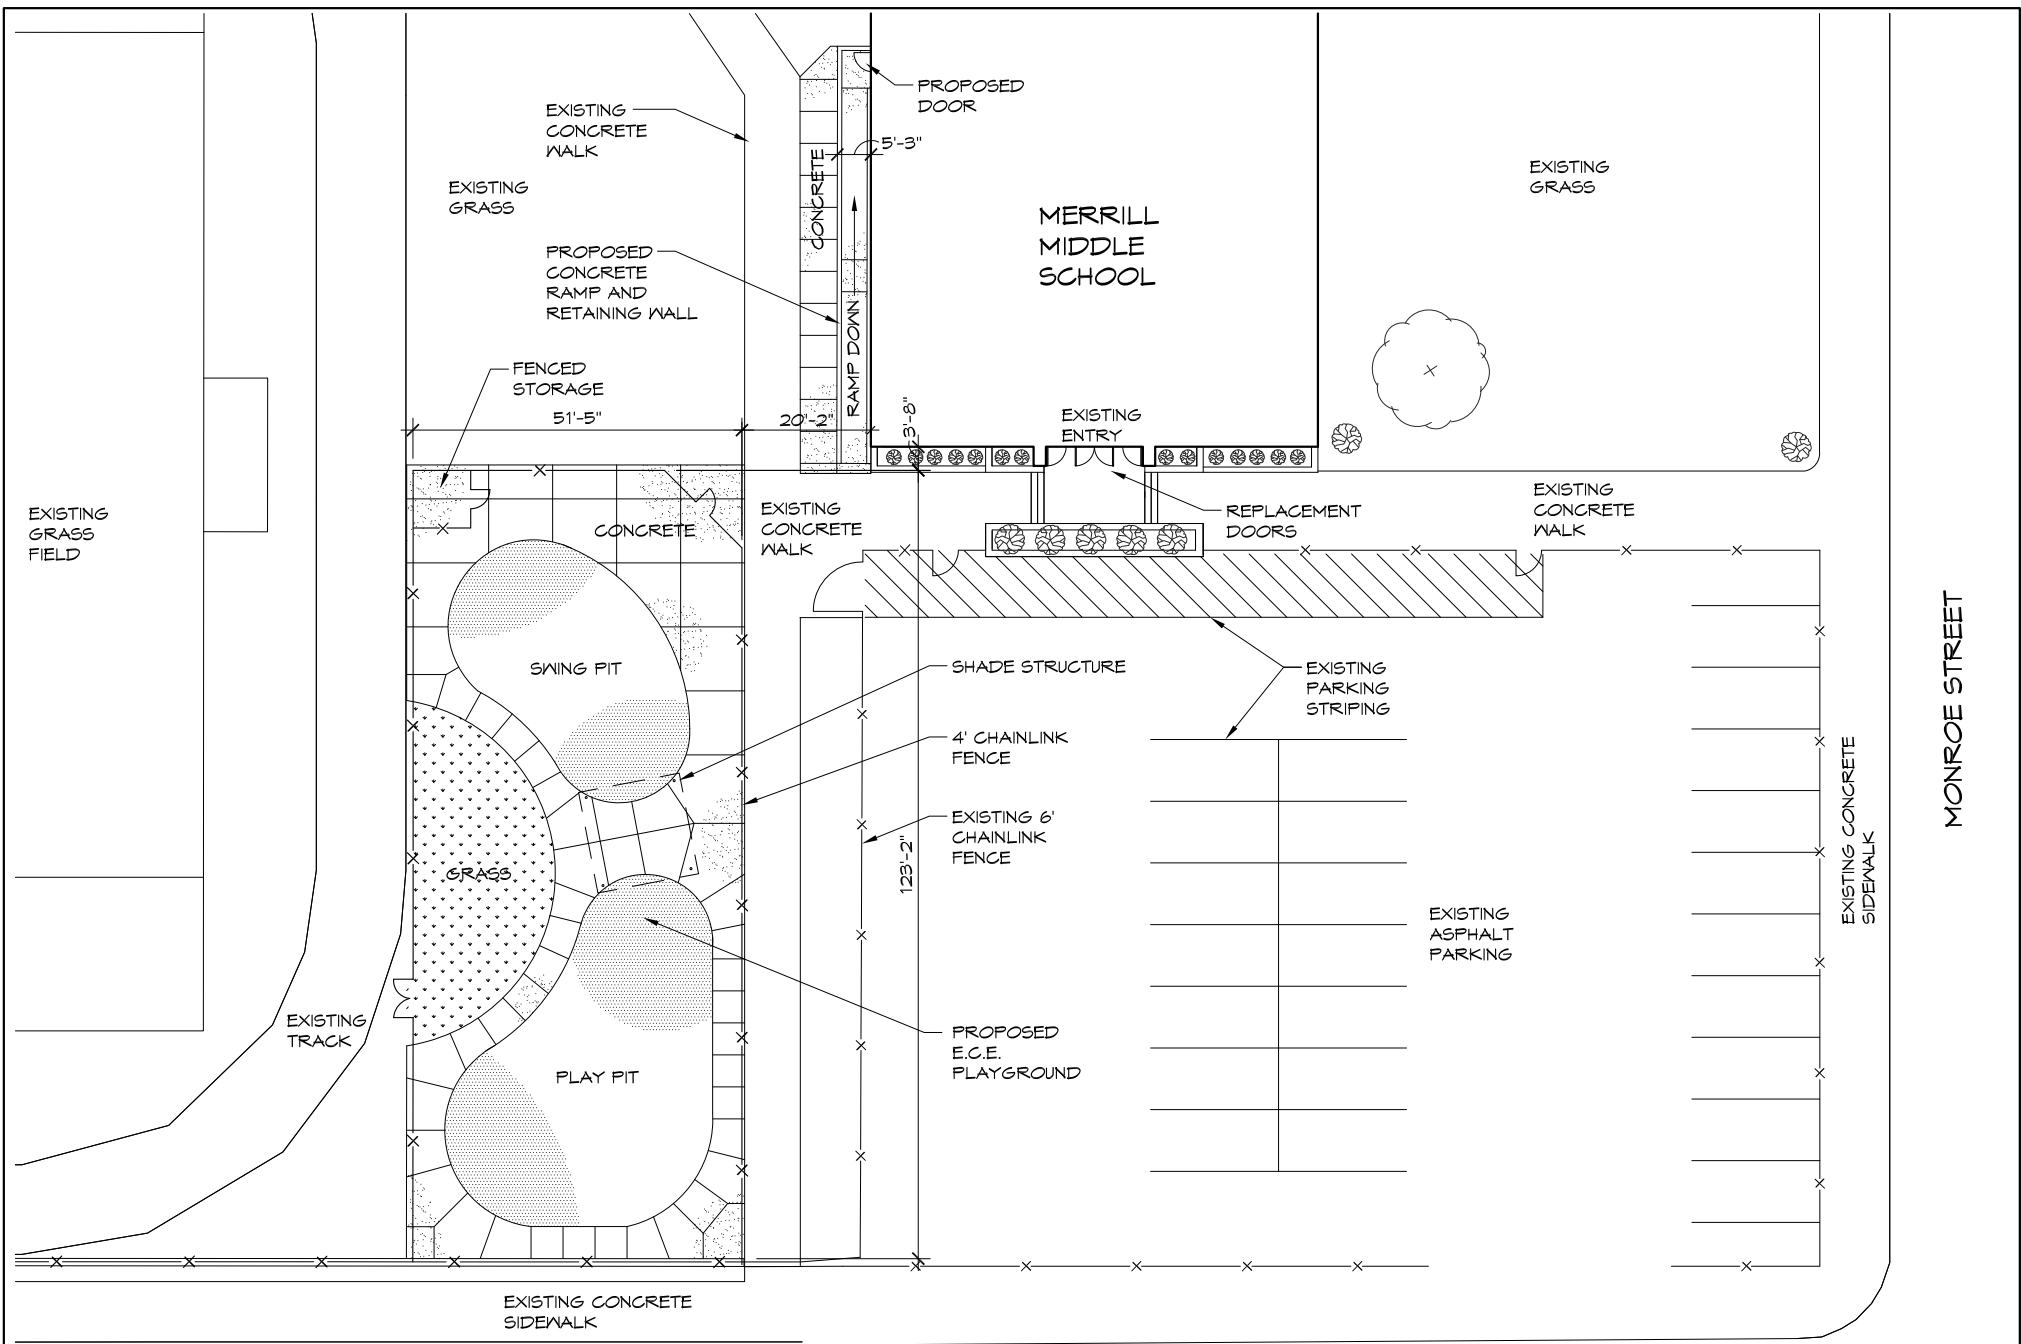 PROPOSED
DOOR
EXISTING
CONCRETE
WALK
5'-3"
CONCRETE
EXISTING
GRASS
EXISTING
GRASS
MERRILL
MIDDLE
SCHOOL
PROPOSED
CONCRETE
RAMP AND
RETAINING WALL
RAMP DOWN
FENCED
STORAGE
51'-5"
20'-2"
3'-8"
EXISTING
ENTRY
EXISTING
GRASS
FIELD
CONCRETE
EXISTING
CONCRETE
WALK
REPLACEMENT
DOORS
EXISTING
CONCRETE
WALK
SWING PIT
SHADE STRUCTURE
EXISTING
PARKING
STRIPING
4' CHAINLINK
FENCE
EXISTING 6'
CHAINLINK
FENCE
123'-2"
GRASS
EXISTING
ASPHALT
PARKING
EXISTING CONCRETE
SIDEWALK
MONROE STREET
EXISTING
TRACK
PROPOSED
E.C.E.
PLAYGROUND
PLAY PIT
EXISTING CONCRETE
SIDEWALK